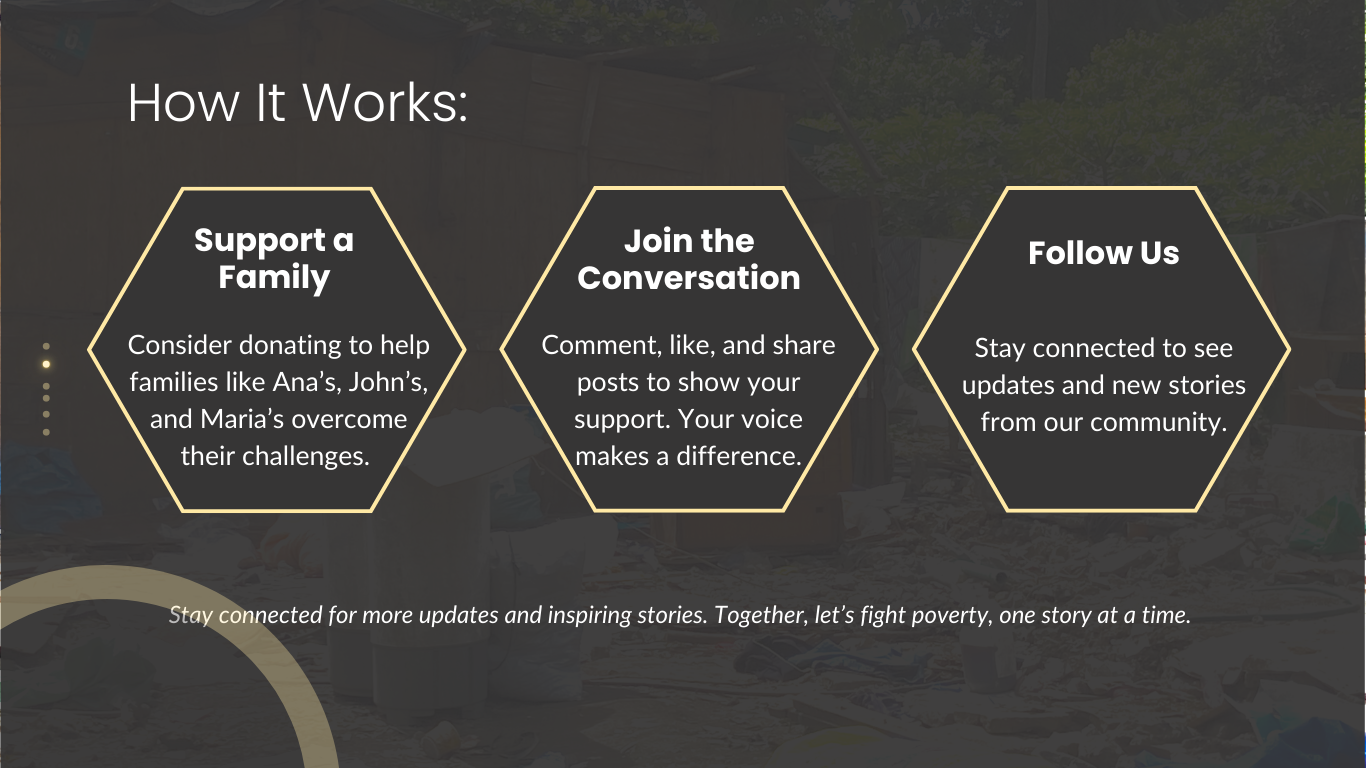 How It Works:
Support a
Family
Consider donating to help
families like Ana’s, John’s,
and Maria’s overcome
their challenges.
Join the
Conversation
Comment, like, and share
posts to show your
support. Your voice
makes a difference.
Follow Us
Stay connected to see
updates and new stories
from our community.
Stay connected for more updates and inspiring stories. Together, let’s fight poverty, one story at a time.